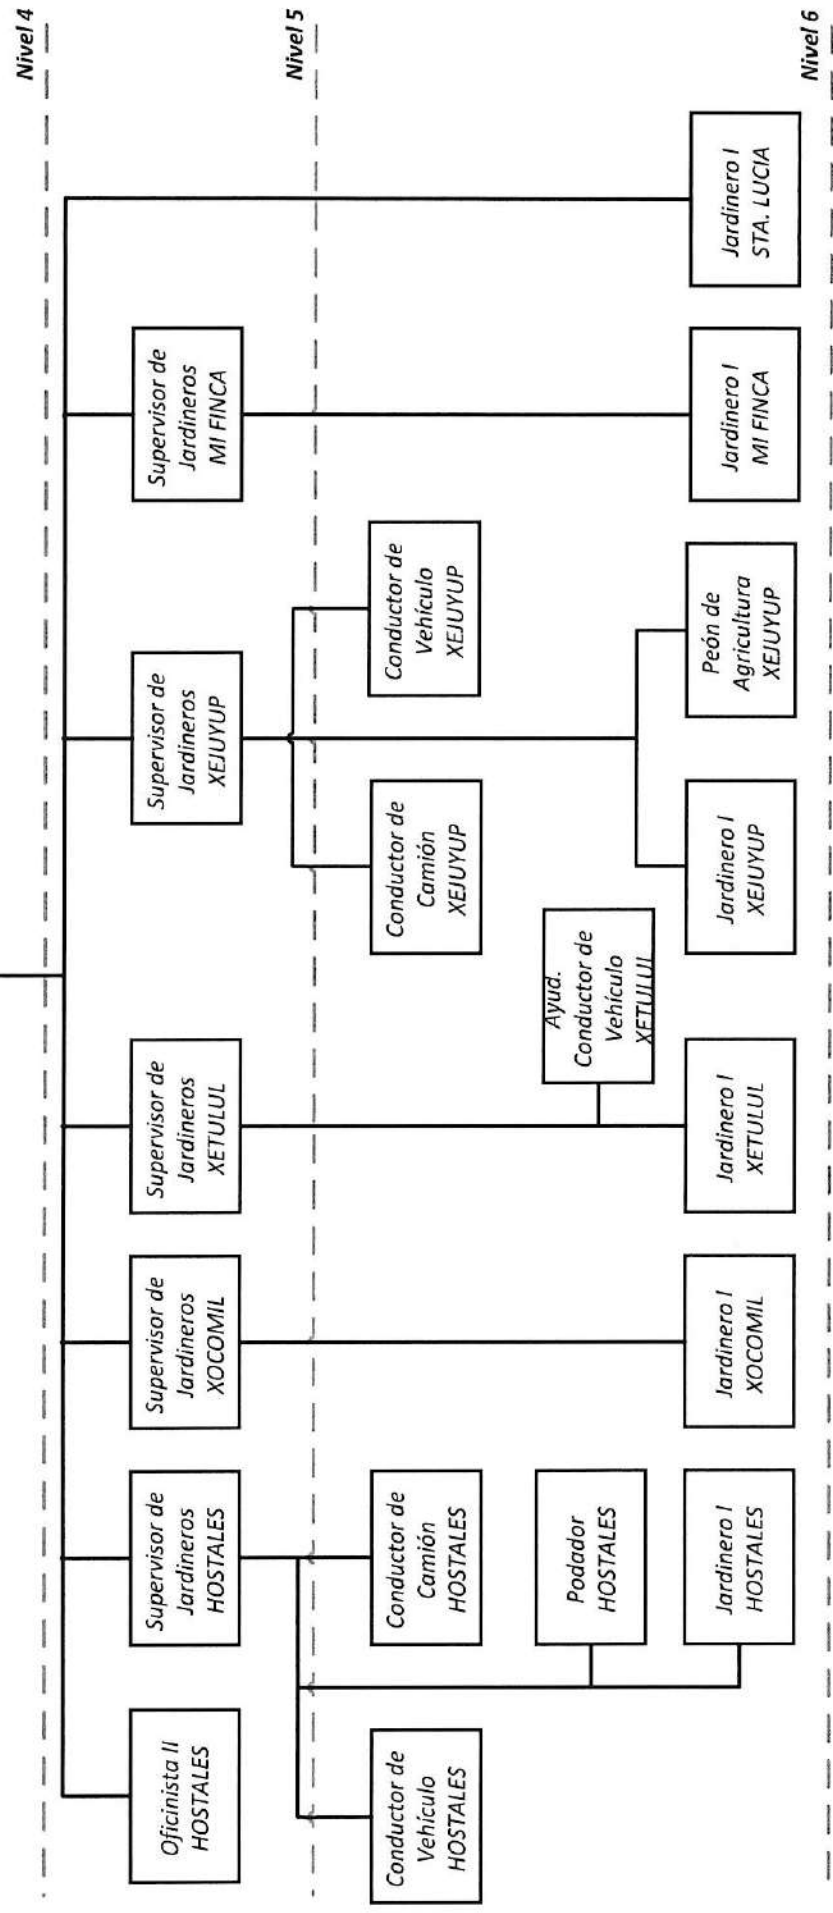 Nivel 4
Oficinista II
HOSTALES
Supervisor de
Jardineros
HOSTALES
Supervisor de
Jardineros
XOCOMIL
Supervisor de
Jardineros
XETULUL
Supervisor de
Jardineros
XEJUYUP
Supervisor de
Jardineros
MI FINCA
Nivel 5
Conductor de
Vehículo
HOSTALES
Conductor de
Camión
HOSTALES
Conductor de
Camión
XEJUYUP
Conductor de
Vehículo
XEJUYUP
Podador
HOSTALES
Ayud.
Conductor de
Vehículo
XETULUL
Jardinero I
HOSTALES
Jardinero I
XOCOMIL
Jardinero I
XETULUL
Jardinero I
XEJUYUP
Peón de
Agricultura
XEJUYUP
Jardinero I
MI FINCA
Jardinero I
STA. LUCIA
Nivel 6